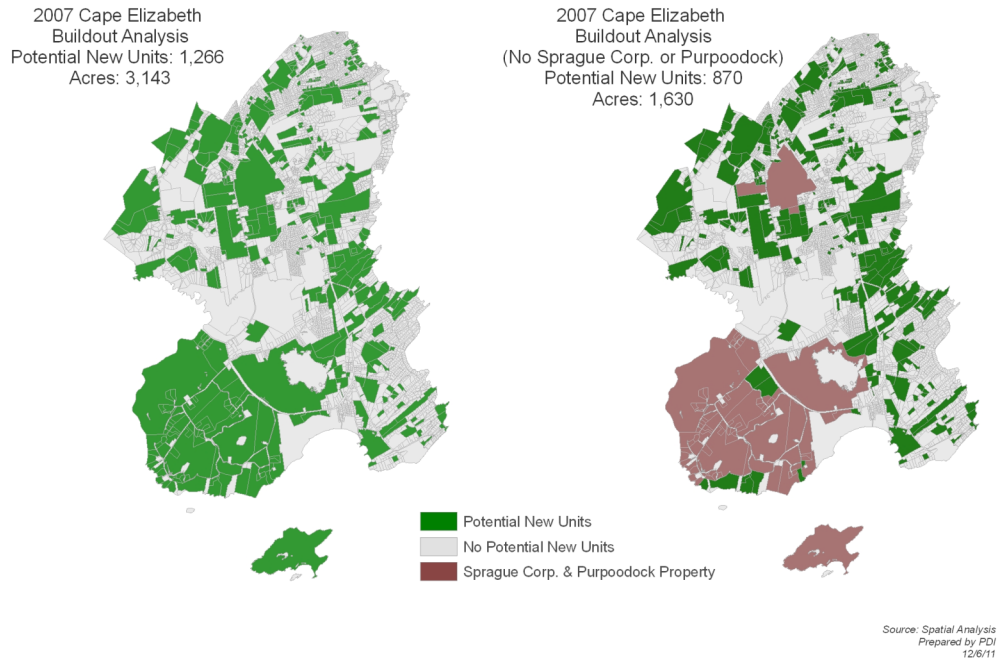 2007 Cape Elizabeth
Buildout Analysis
Potential New Units: 1,266
Acres: 3,143
2007 Cape Elizabeth
Buildout Analysis
(No Sprague Corp. or Purpoodock)
Potential New Units: 870
Acres: 1,630
Potential New Units
No Potential New Units
Sprague Corp. & Purpoodock Property
Source: Spatial Analysis
Prepared by PDI
12/6/11